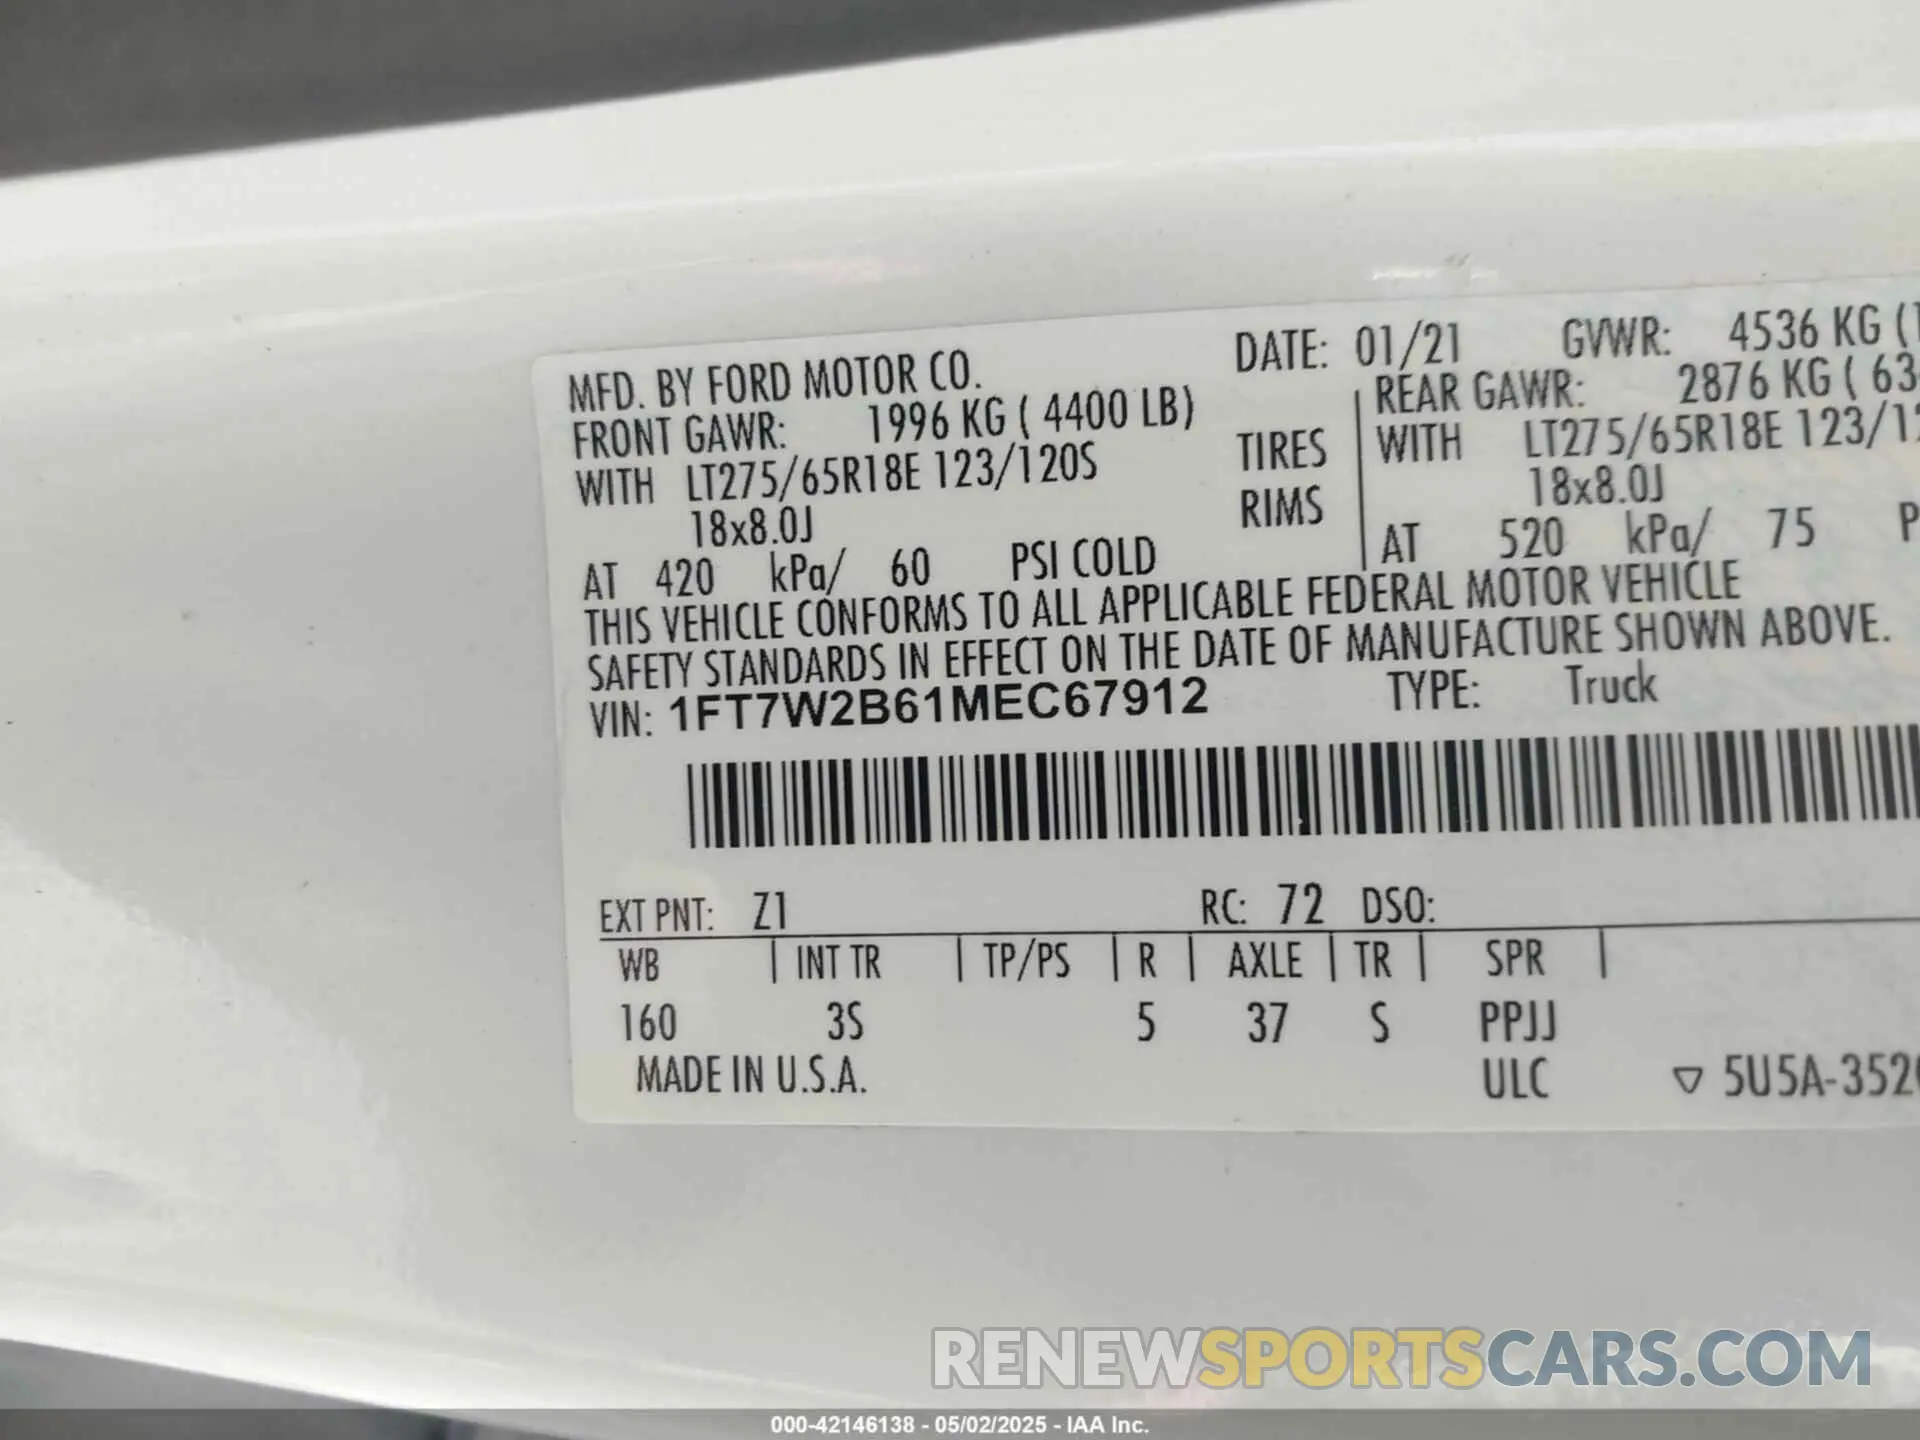 MFD. BY FORD MOTOR CO. DATE: 01/21 GVWR: 4536 KG (1
FRONT GAWR: 1996 KG ( 4400 LB) REAR GAWR: 2876 KG ( 63
WITH LT275/65R18E 123/120S TIRES WITH LT275/65R18E 123/12
18x8.0J RIMS 18x8.0J
AT 420 kPa/ 60 PSI COLD AT 520 kPa/ 75 P
THIS VEHICLE CONFORMS TO ALL APPLICABLE FEDERAL MOTOR VEHICLE
SAFETY STANDARDS IN EFFECT ON THE DATE OF MANUFACTURE SHOWN ABOVE.
VIN: 1FT7W2B61MEC67912 TYPE: Truck
EXT PNT: Z1 RC: 72 DSO:
WB | INT TR | TP/PS | R | AXLE | TR | SPR |
160 3S 5 37 S PPJJ
MADE IN U.S.A. ULC ▽ 5U5A-352
RENEWSPORTSCARS.COM
000-42146138 - 05/02/2025 - IAA Inc.